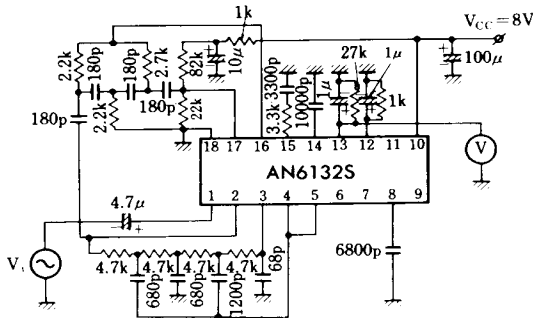 1k
V_CC = 8V
2.2k
180p
180p
2.7k
82k
10μ
100μ
180p
2.2k
180p
22k
3.3k
3300p
10000p
1μ
27k
1μ
1k
18 17 16 15 14 13 12 11 10
AN6132S
1 2 3 4 5 6 7 8 9
V
4.7μ
4.7k
4.7k
4.7k
4.7k
680p
680p
1200p
68p
6800p